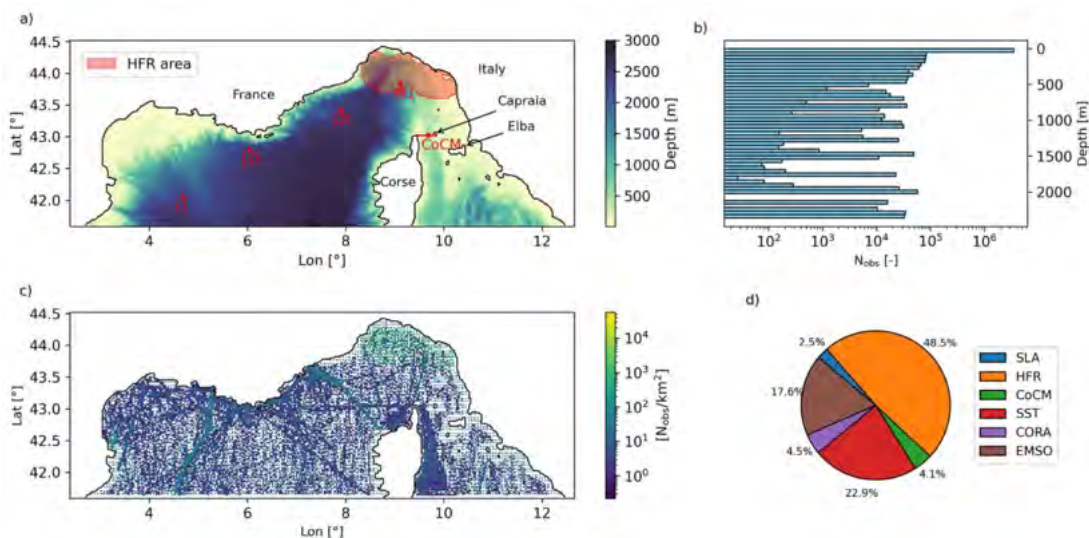 a)
44.5
44.0
43.5
43.0
42.5
42.0
Lat [°]
HFR area
France
Italy
Capraia
Elba
CoCM
Corse
4
6
8
10
12
Lon [°]
3000
2500
2000
1500
1000
500
Depth [m]
b)
0
500
1000
1500
2000
Depth [m]
10²
10³
10⁴
10⁵
10⁶
N_obs [-]
c)
44.5
44.0
43.5
43.0
42.5
42.0
Lat [°]
4
6
8
10
12
Lon [°]
10⁴
10³
10²
10¹
10⁰
[N_obs/km²]
d)
2.5%
48.5%
17.6%
4.5%
22.9%
4.1%
SLA
HFR
CoCM
SST
CORA
EMSO